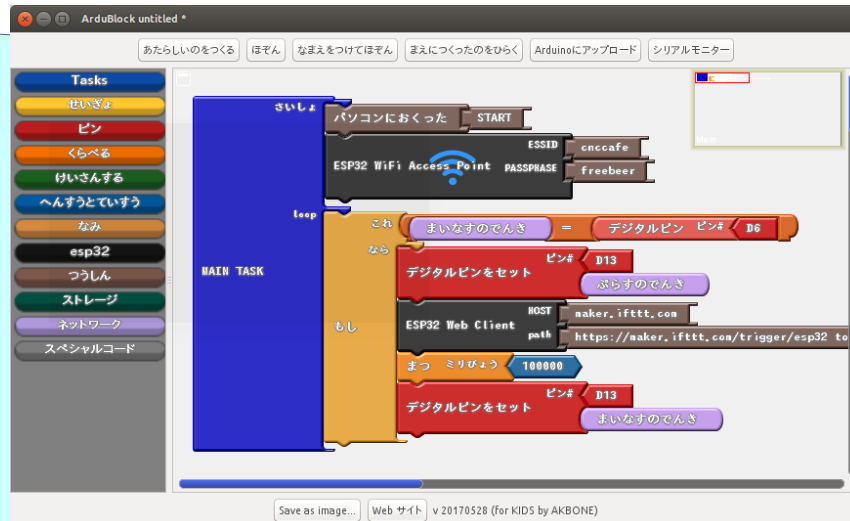 ArduBlock untitled *
あたらしいのをつくる ほぞん なまえをつけてほぞん まえにつくったのをひらく Arduinoにアップロード シリアルモニター
Tasks
せいぎょ
ピン
くらべる
けいさんする
へんすうとていすう
なみ
esp32
つうしん
ストレージ
ネットワーク
スペシャルコード
MAIN TASK
さいしょ
パソコンにおくった START
ESP32 WiFi Access Point
ESSID cnccafe
PASSPHASE freebeer
loop
もし
これ まいなすのでんき = デジタルピン ピン# D6
なら
デジタルピンをセット ピン# D13
ぷらすのでんき
ESP32 Web Client
HOST maker.ifttt.com
path https://maker.ifttt.com/trigger/esp32 to
まつ ミリびょう 100000
デジタルピンをセット ピン# D13
まいなすのでんき
Save as image... Web サイト v 20170528 (for KIDS by AKBONE)